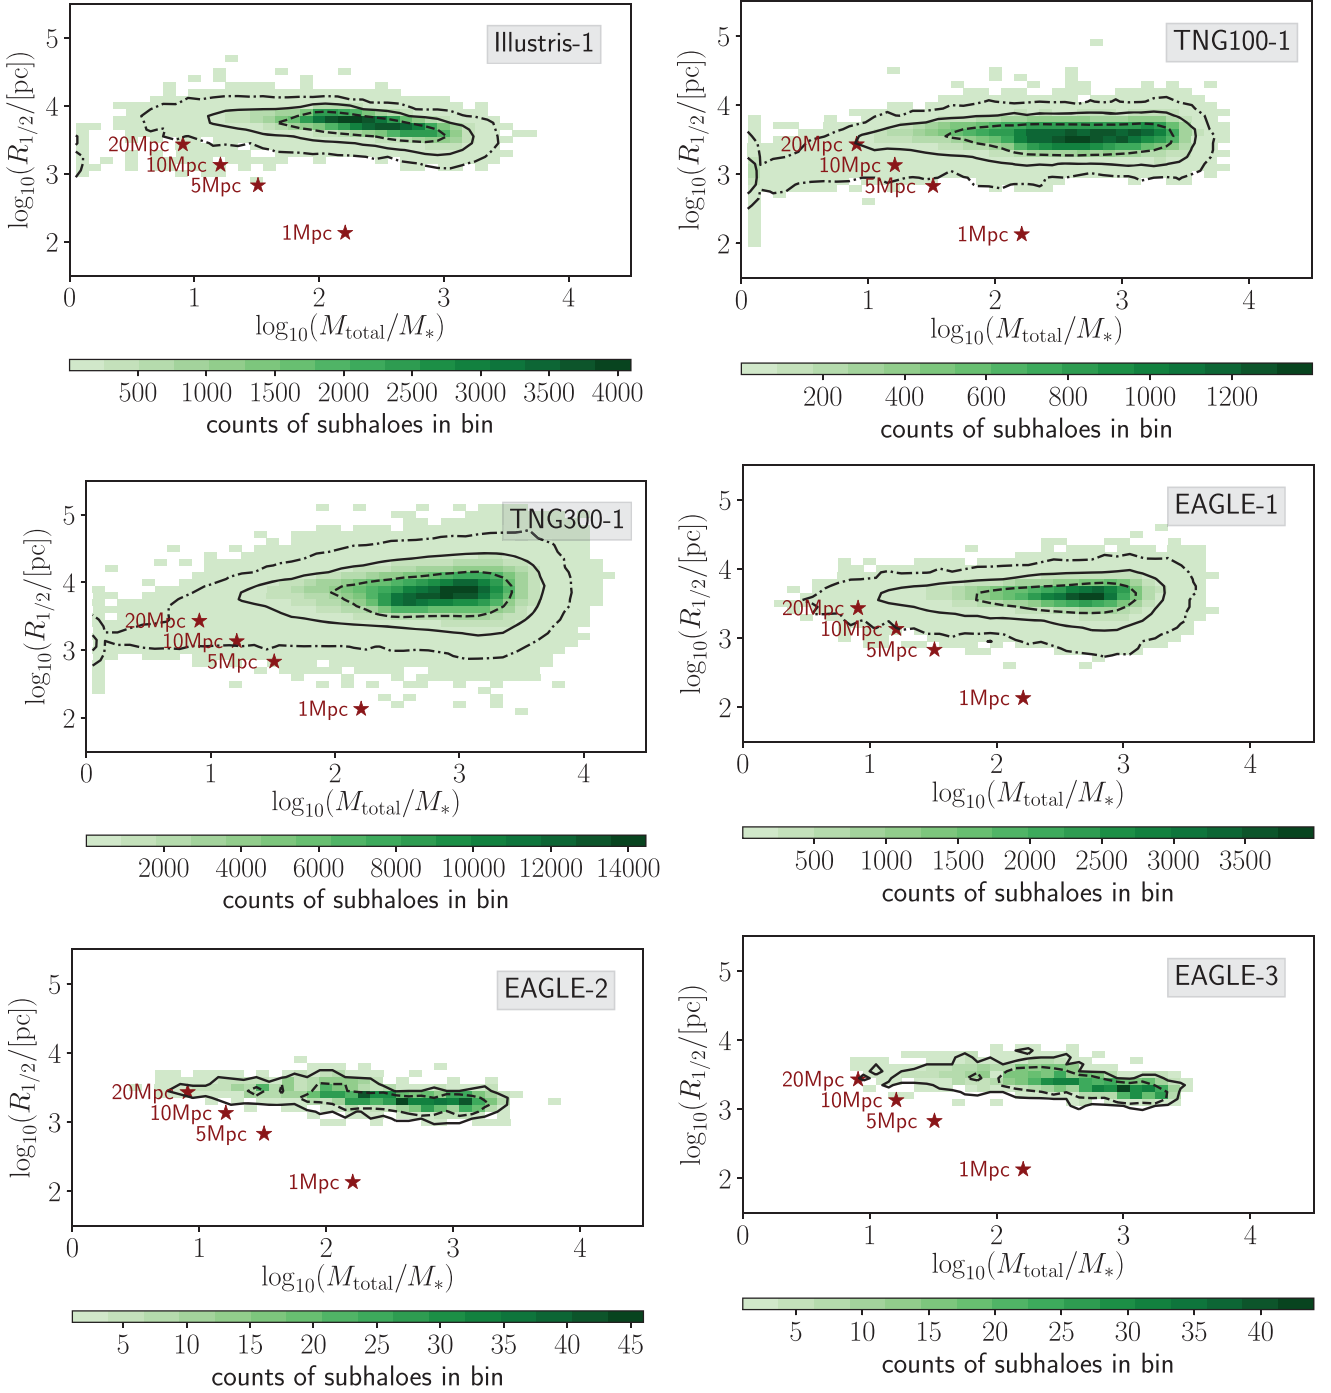 Illustris-1
log10(R1/2/[pc])
5
4
3
2
20Mpc
10Mpc
5Mpc
1Mpc
0 1 2 3 4
log10(Mtotal/M*)
500 1000 1500 2000 2500 3000 3500 4000
counts of subhaloes in bin
TNG100-1
log10(R1/2/[pc])
5
4
3
2
20Mpc
10Mpc
5Mpc
1Mpc
0 1 2 3 4
log10(Mtotal/M*)
200 400 600 800 1000 1200
counts of subhaloes in bin
TNG300-1
log10(R1/2/[pc])
5
4
3
2
20Mpc
10Mpc
5Mpc
1Mpc
0 1 2 3 4
log10(Mtotal/M*)
2000 4000 6000 8000 10000 12000 14000
counts of subhaloes in bin
EAGLE-1
log10(R1/2/[pc])
5
4
3
2
20Mpc
10Mpc
5Mpc
1Mpc
0 1 2 3 4
log10(Mtotal/M*)
500 1000 1500 2000 2500 3000 3500
counts of subhaloes in bin
EAGLE-2
log10(R1/2/[pc])
5
4
3
2
20Mpc
10Mpc
5Mpc
1Mpc
0 1 2 3 4
log10(Mtotal/M*)
5 10 15 20 25 30 35 40 45
counts of subhaloes in bin
EAGLE-3
log10(R1/2/[pc])
5
4
3
2
20Mpc
10Mpc
5Mpc
1Mpc
0 1 2 3 4
log10(Mtotal/M*)
5 10 15 20 25 30 35 40
counts of subhaloes in bin